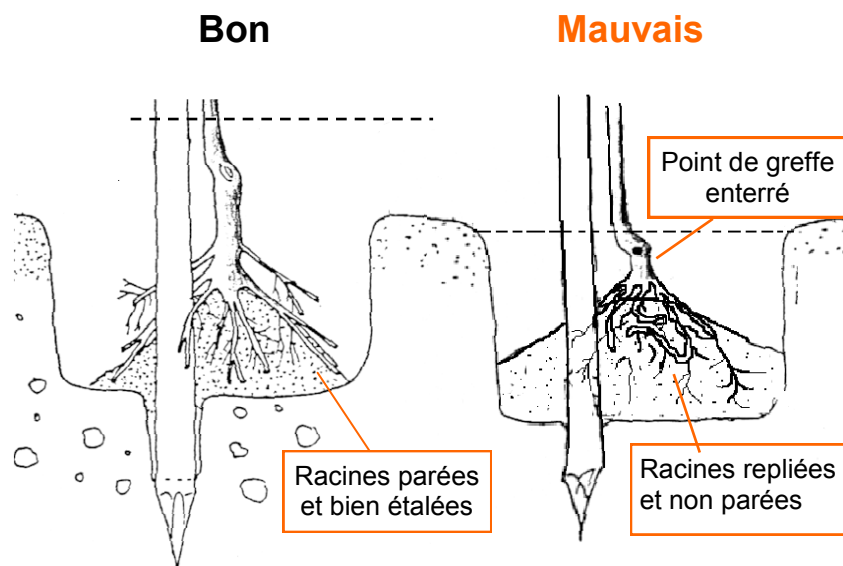 Bon
Mauvais
Point de greffe
enterré
Racines parées
et bien étalées
Racines repliées
et non parées